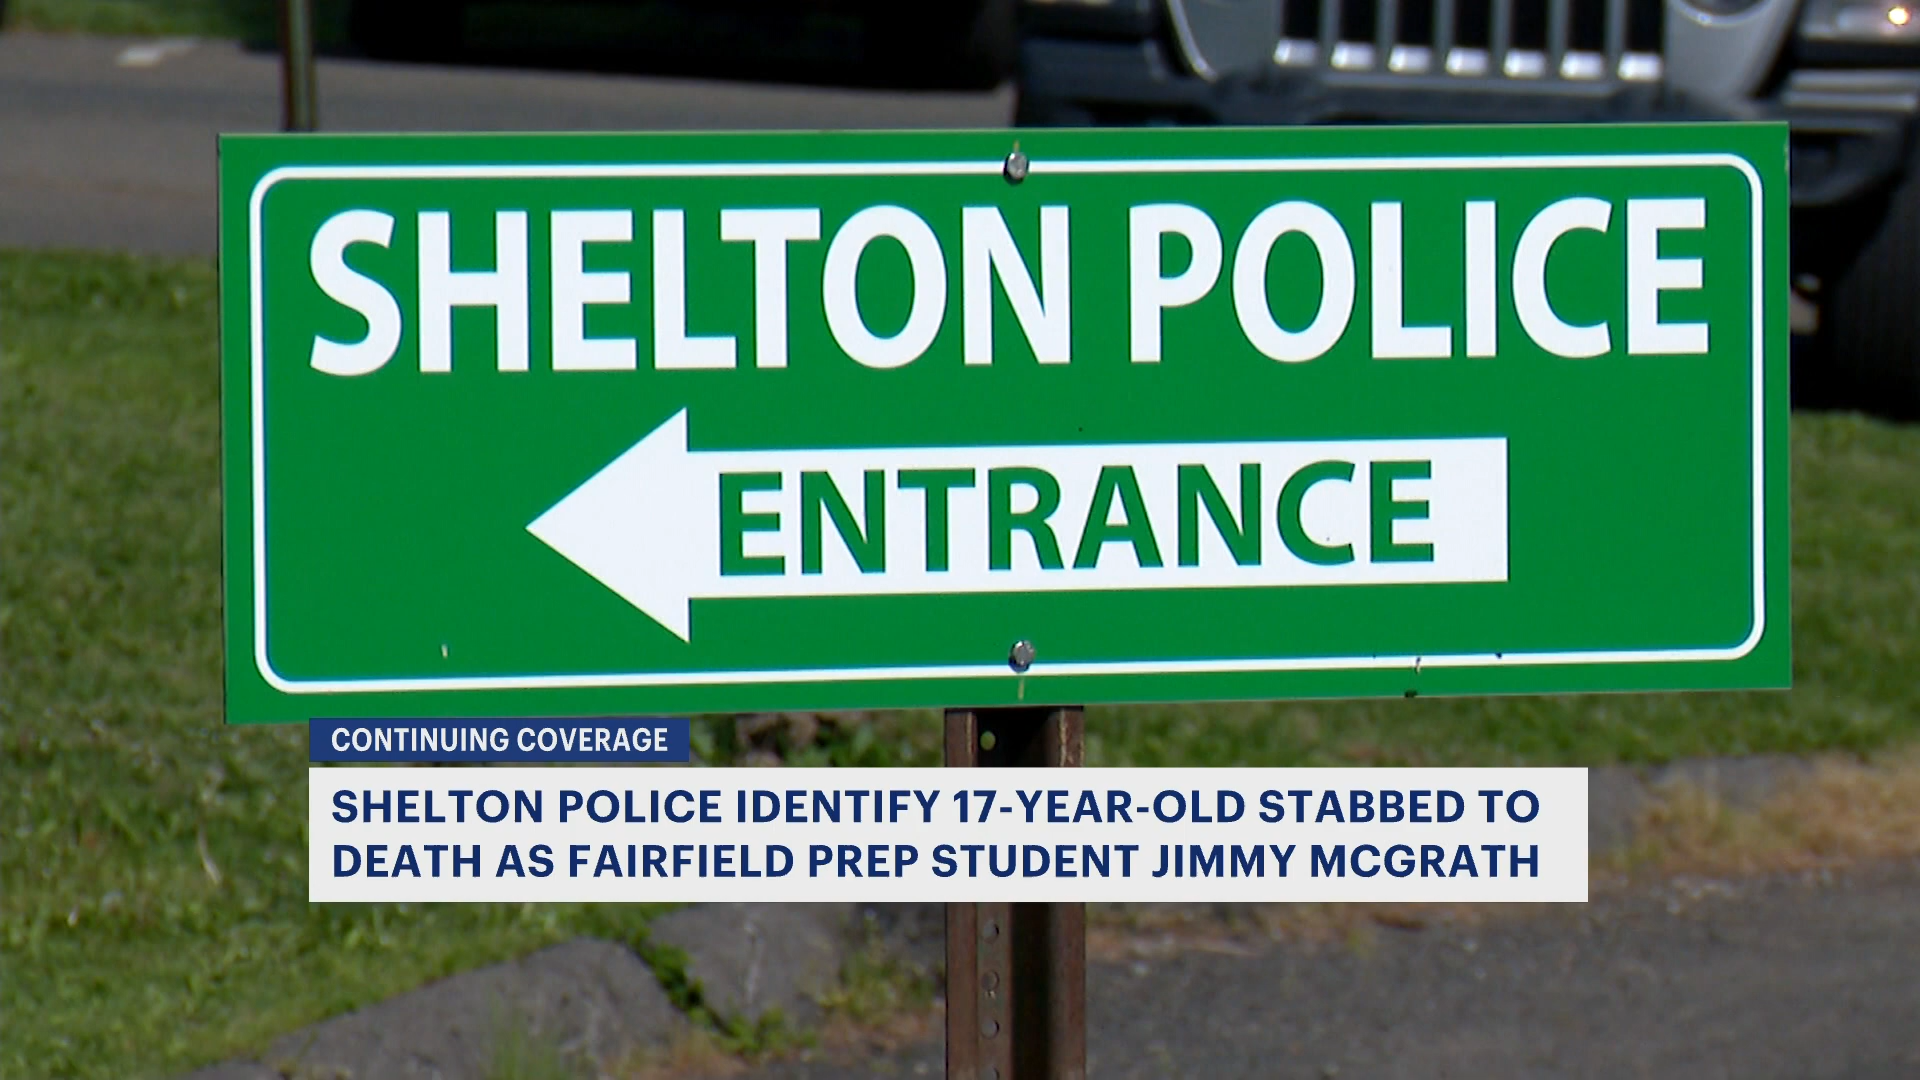 SHELTON POLICE
ENTRANCE
CONTINUING COVERAGE
SHELTON POLICE IDENTIFY 17-YEAR-OLD STABBED TO
DEATH AS FAIRFIELD PREP STUDENT JIMMY MCGRATH